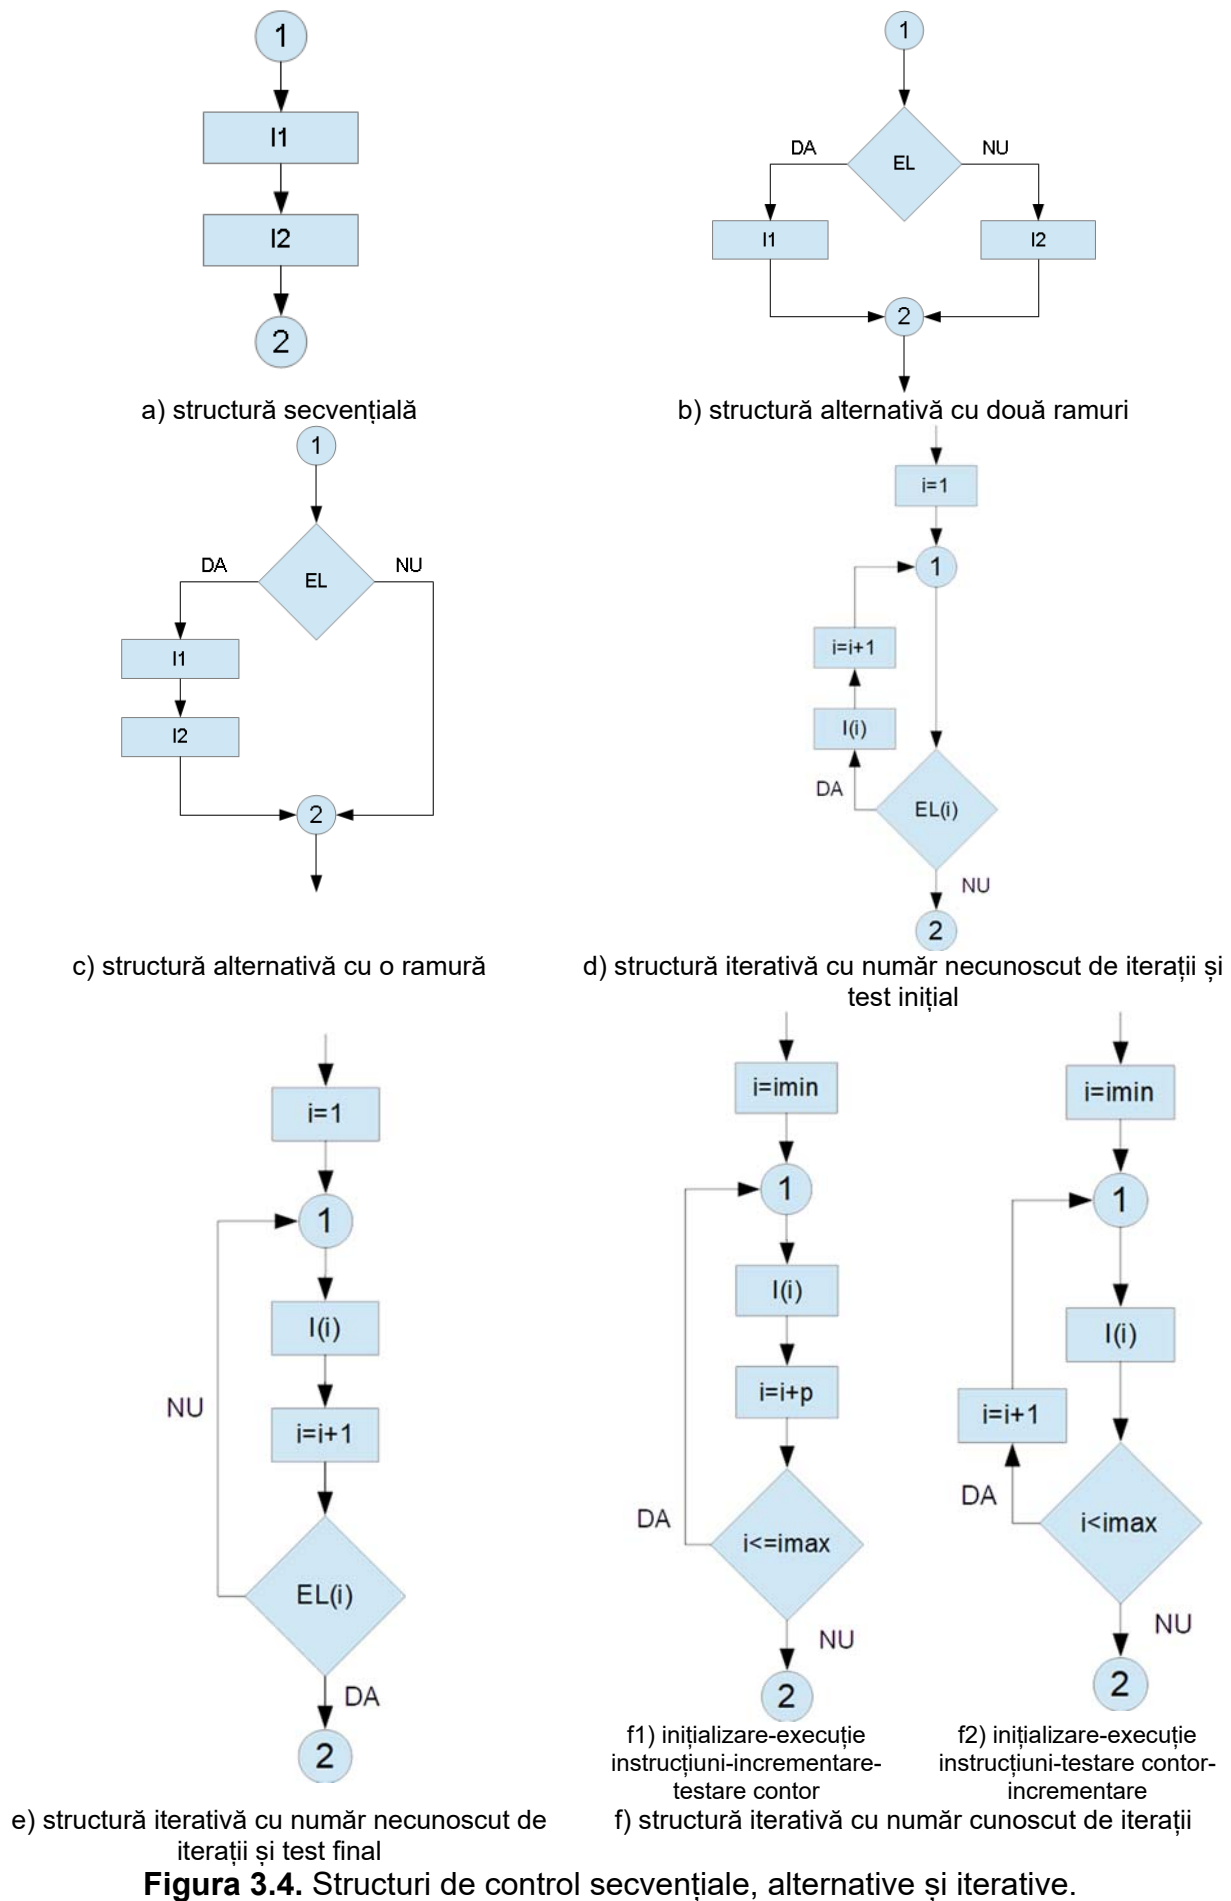 1
I1
I2
2
a) structură secvențială
1
DA
EL
NU
I1
I2
2
b) structură alternativă cu două ramuri
1
DA
EL
NU
I1
I2
2
c) structură alternativă cu o ramură
i=1
1
i=i+1
I(i)
DA
EL(i)
NU
2
d) structură iterativă cu număr necunoscut de iterații și
test inițial
i=1
1
I(i)
NU
i=i+1
EL(i)
DA
2
e) structură iterativă cu număr necunoscut de
iterații și test final
i=imin
1
I(i)
i=i+p
DA
i<=imax
NU
2
f1) inițializare-execuție
instrucțiuni-incrementare-
testare contor
i=imin
1
I(i)
i=i+1
DA
i<imax
NU
2
f2) inițializare-execuție
instrucțiuni-testare contor-
incrementare
f) structură iterativă cu număr cunoscut de iterații
Figura 3.4. Structuri de control secvențiale, alternative și iterative.